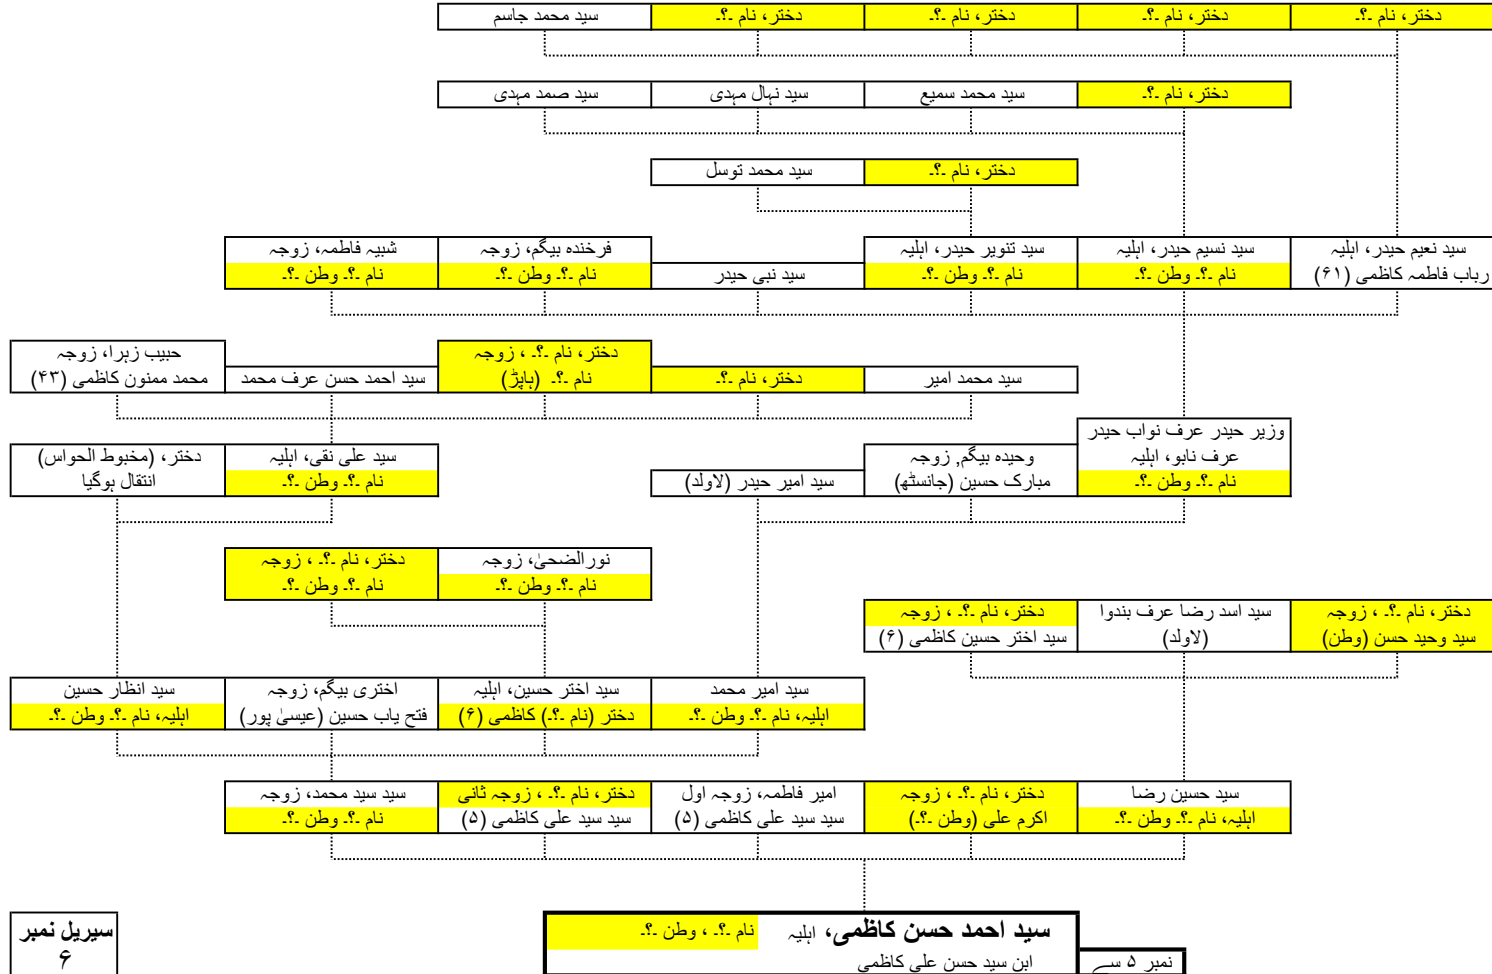 دختر، نام ۔؟۔
دختر، نام ۔؟۔
دختر، نام ۔؟۔
دختر، نام ۔؟۔
سید محمد جاسم
دختر، نام ۔؟۔
سید محمد سمیع
سید نہال مہدی
سید صمد مہدی
دختر، نام ۔؟۔
سید محمد توسل
سید نعیم حیدر، اہلیہ
رباب فاطمہ کاظمی (۶۱)
سید نسیم حیدر، اہلیہ
نام ۔؟۔ وطن ۔؟۔
سید تنویر حیدر، اہلیہ
نام ۔؟۔ وطن ۔؟۔
سید نبی حیدر
فرخندہ بیگم، زوجہ
نام ۔؟۔ وطن ۔؟۔
شبیہ فاطمہ، زوجہ
نام ۔؟۔ وطن ۔؟۔
سید محمد امیر
دختر، نام ۔؟۔
دختر، نام ۔؟۔ ، زوجہ
نام ۔؟۔ (ہاپڑ)
سید احمد حسن عرف محمد
حبیب زہرا، زوجہ
محمد ممنون کاظمی (۴۳)
وزیر حیدر عرف نواب حیدر
عرف نابو، اہلیہ
نام ۔؟۔ وطن ۔؟۔
وحیدہ بیگم, زوجہ
مبارک حسین (جانسٹھ)
سید امیر حیدر (لاولد)
سید علی نقی، اہلیہ
نام ۔؟۔ وطن ۔؟۔
دختر، (مخبوط الحواس)
انتقال ہوگیا
نورالضحیٰ، زوجہ
نام ۔؟۔ وطن ۔؟۔
دختر، نام ۔؟۔ ، زوجہ
نام ۔؟۔ وطن ۔؟۔
دختر، نام ۔؟۔ ، زوجہ
سید وحید حسن (وطن)
سید اسد رضا عرف بندوا
(لاولد)
دختر، نام ۔؟۔ ، زوجہ
سید اختر حسین کاظمی (۶)
سید امیر محمد
اہلیہ، نام ۔؟۔ وطن ۔؟۔
سید اختر حسین، اہلیہ
دختر (نام ۔؟۔) کاظمی (۶)
اختری بیگم، زوجہ
فتح یاب حسین (عیسیٰ پور)
سید انظار حسین
اہلیہ، نام ۔؟۔ وطن ۔؟۔
سید حسین رضا
اہلیہ، نام ۔؟۔ وطن ۔؟۔
دختر، نام ۔؟۔ ، زوجہ
اکرم علی (وطن ۔؟۔)
امیر فاطمہ، زوجہ اول
سید سید علی کاظمی (۵)
دختر، نام ۔؟۔ ، زوجہ ثانی
سید سید علی کاظمی (۵)
سید سید محمد، زوجہ
نام ۔؟۔ وطن ۔؟۔
سید احمد حسن کاظمی، اہلیہ نام ۔؟۔ ، وطن ۔؟۔
ابن سید حسن علی کاظمی
نمبر ۵ سے
سیریل نمبر
۶